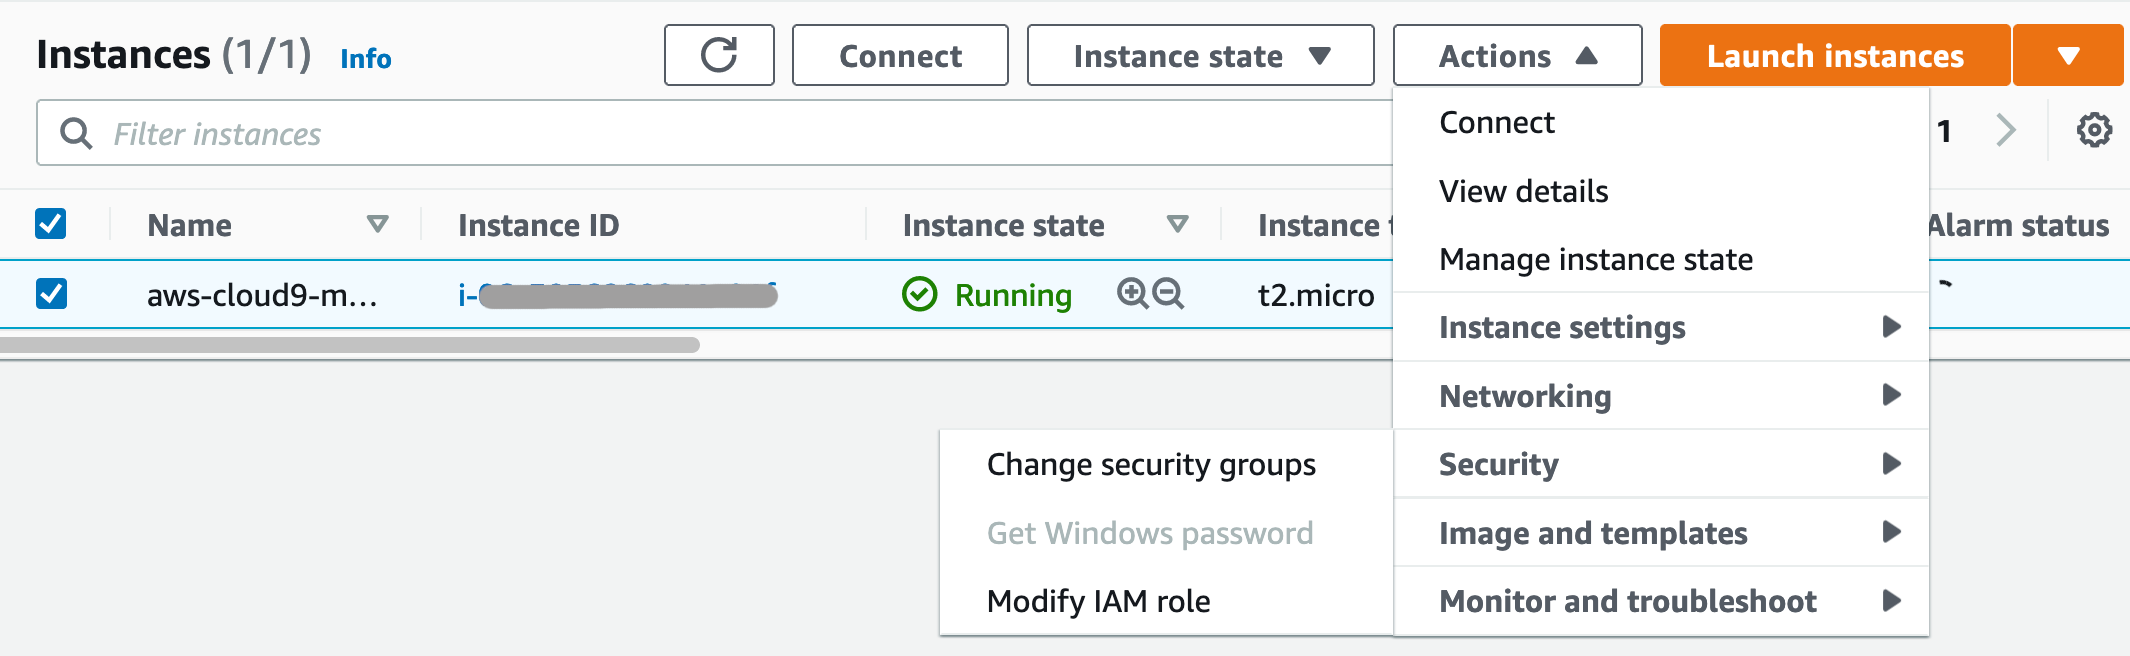 Instances (1/1) Info Connect Instance state Actions Launch instances
Filter instances
1
Name Instance ID Instance state Instance Alarm status
aws-cloud9-m... i- Running t2.micro
Connect
View details
Manage instance state
Instance settings
Networking
Security
Image and templates
Monitor and troubleshoot
Change security groups
Get Windows password
Modify IAM role